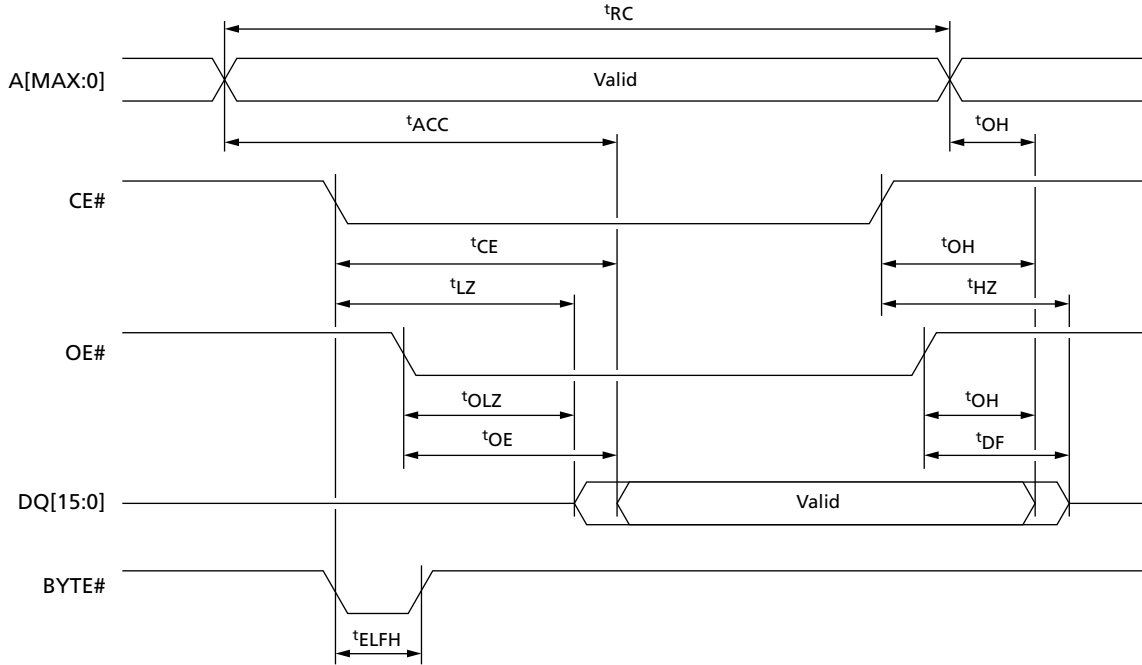 tRC
A[MAX:0]
Valid
tACC
tOH
CE#
tCE
tOH
tLZ
tHZ
OE#
tOLZ
tOH
tOE
tDF
DQ[15:0]
Valid
BYTE#
tELFH